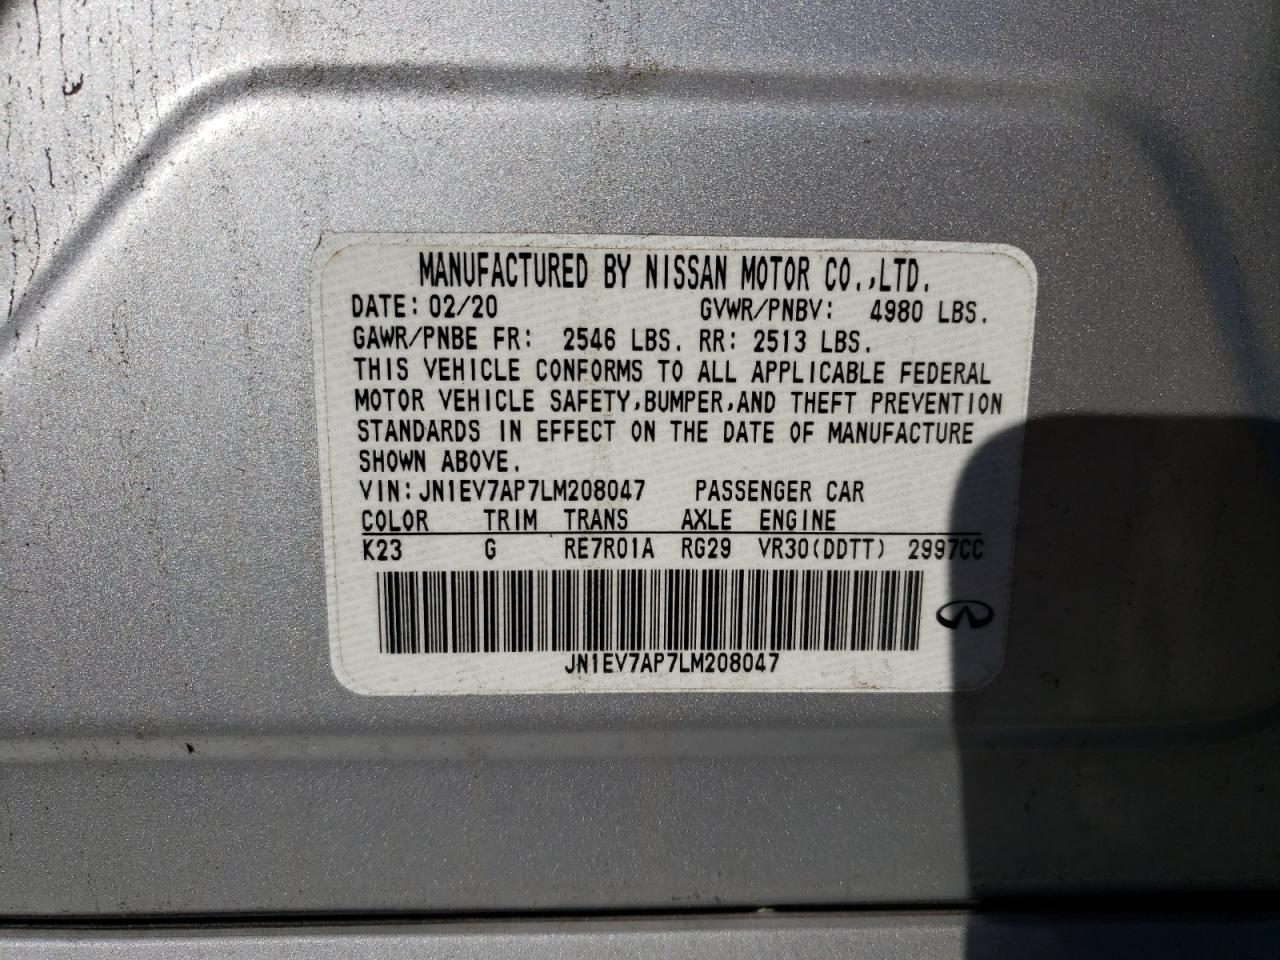 MANUFACTURED BY NISSAN MOTOR CO.,LTD.
DATE: 02/20 GVWR/PNBV: 4980 LBS.
GAWR/PNBE FR: 2546 LBS. RR: 2513 LBS.
THIS VEHICLE CONFORMS TO ALL APPLICABLE FEDERAL
MOTOR VEHICLE SAFETY,BUMPER,AND THEFT PREVENTION
STANDARDS IN EFFECT ON THE DATE OF MANUFACTURE
SHOWN ABOVE.
VIN: JN1EV7AP7LM208047 PASSENGER CAR
COLOR TRIM TRANS AXLE ENGINE
K23 G RE7R01A RG29 VR30(DDTT) 2997CC
JN1EV7AP7LM208047